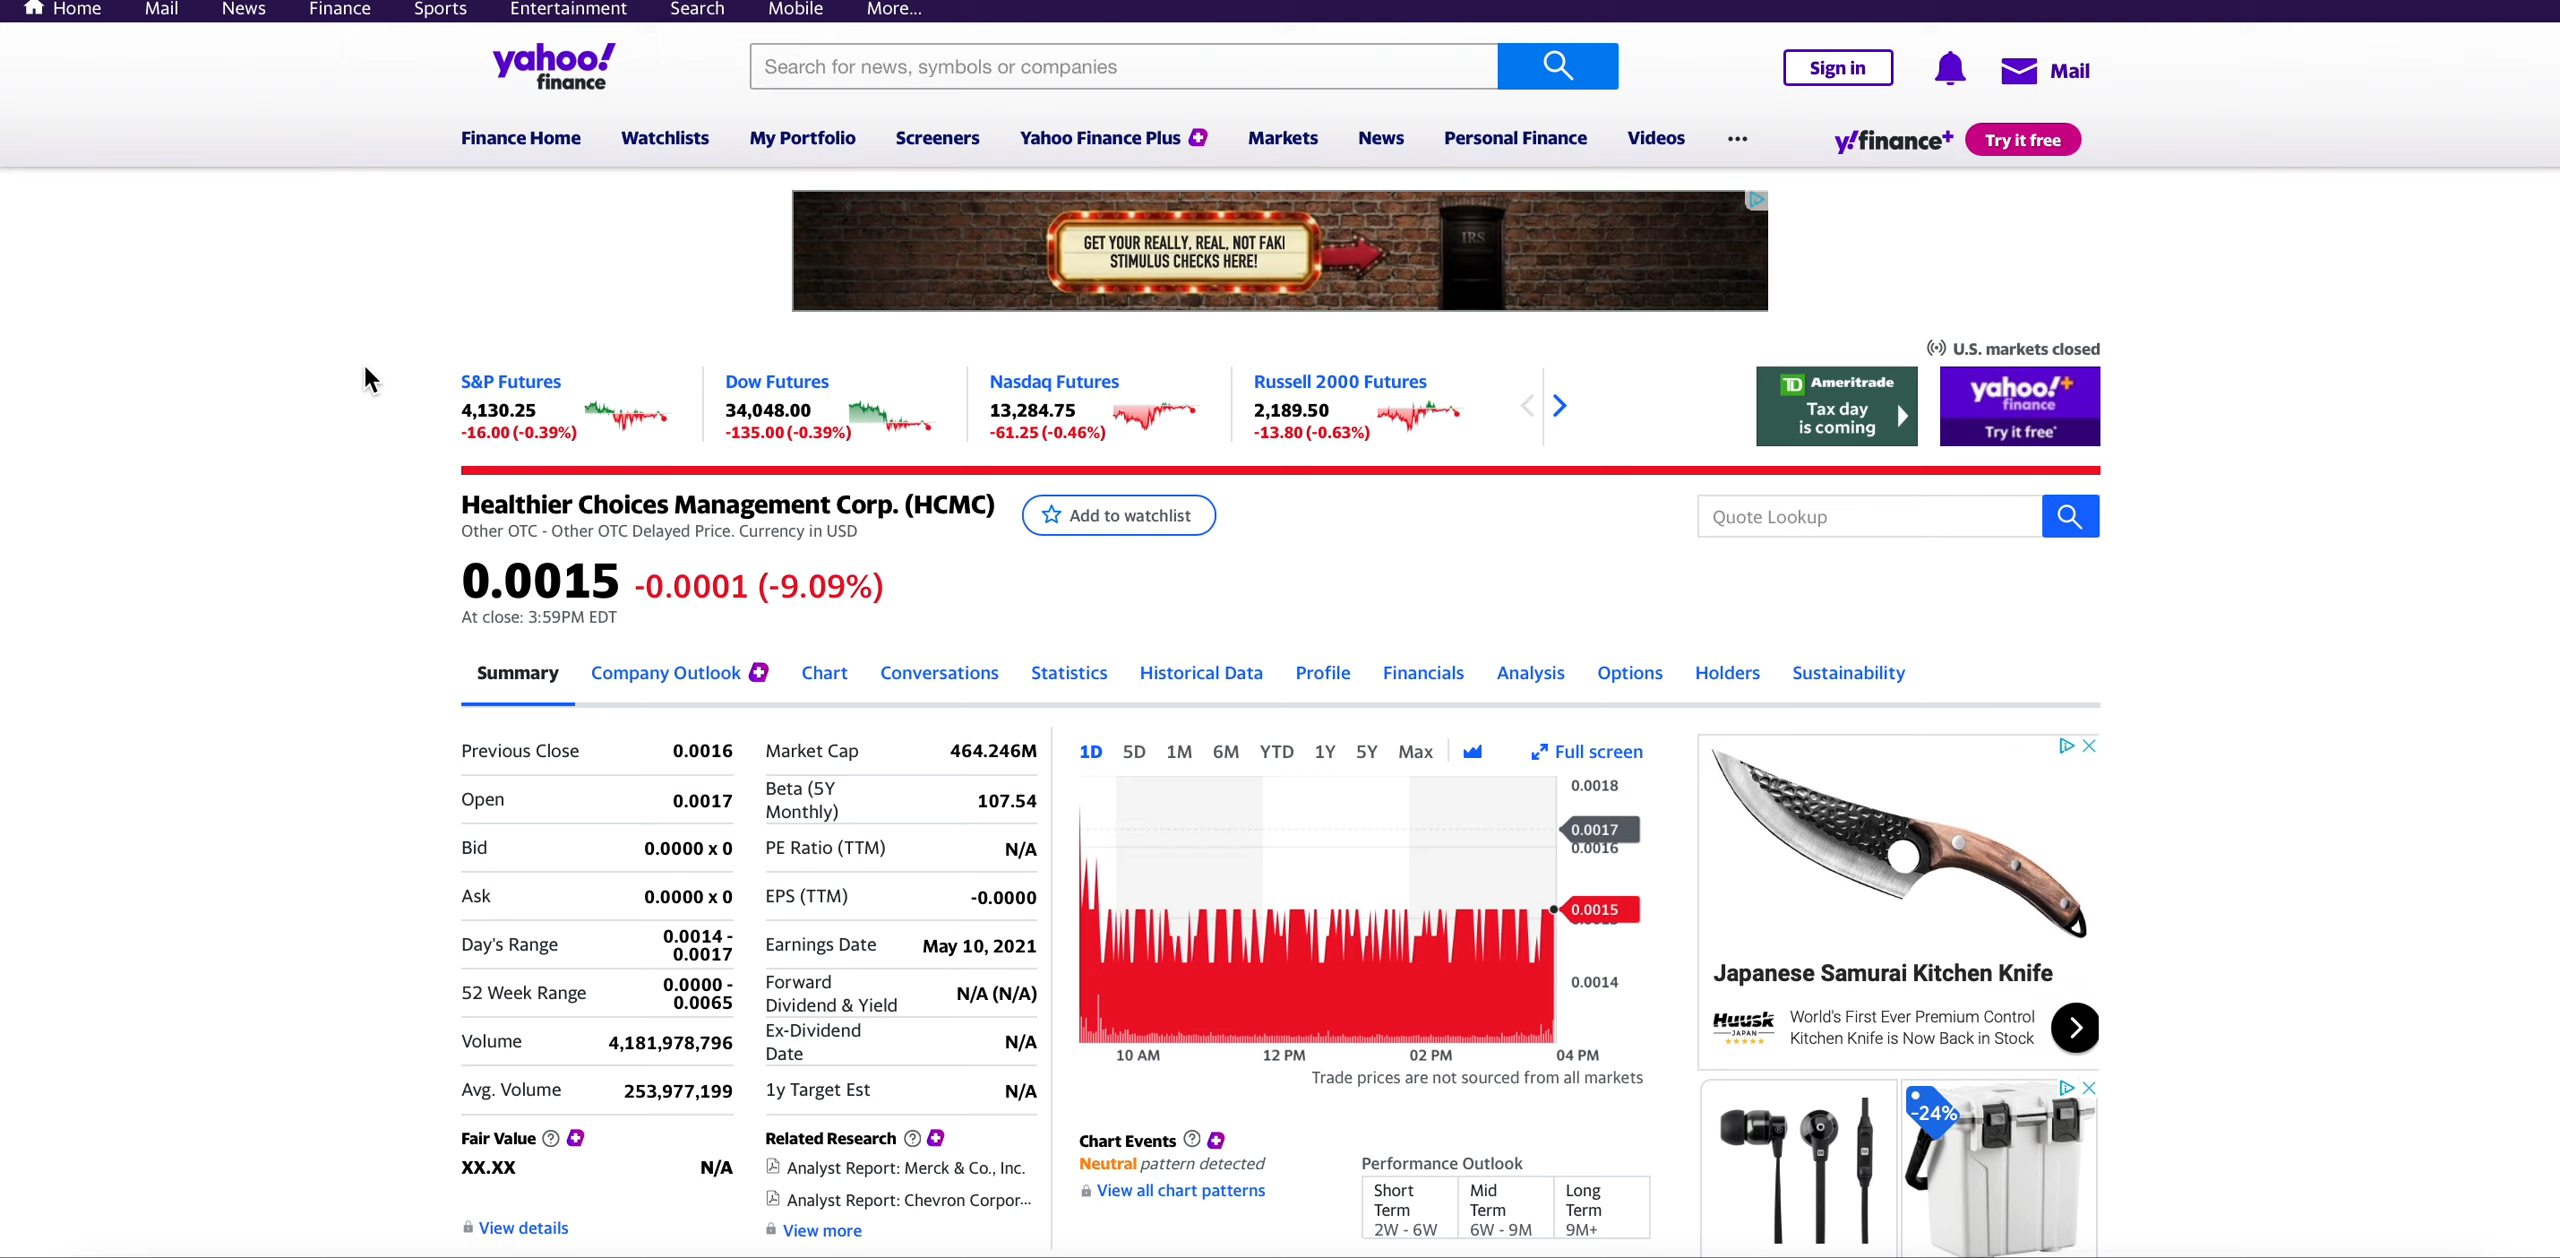 Home Mail News Finance Sports Entertainment Search Mobile More...
yahoo!
finance
Search for news, symbols or companies
Sign in
Mail
Finance Home Watchlists My Portfolio Screeners Yahoo Finance Plus Markets News Personal Finance Videos ...
y!finance+ Try it free
GET YOUR REALLY, REAL, NOT FAKI
STIMULUS CHECKS HERE!
IRS
U.S. markets closed
S&P Futures
4,130.25
-16.00 (-0.39%)
Dow Futures
34,048.00
-135.00 (-0.39%)
Nasdaq Futures
13,284.75
-61.25 (-0.46%)
Russell 2000 Futures
2,189.50
-13.80 (-0.63%)
TD Ameritrade
Tax day
is coming
yahoo!+
finance
Try it free*
Healthier Choices Management Corp. (HCMC)
Other OTC - Other OTC Delayed Price. Currency in USD
Add to watchlist
Quote Lookup
0.0015 -0.0001 (-9.09%)
At close: 3:59PM EDT
Summary Company Outlook Chart Conversations Statistics Historical Data Profile Financials Analysis Options Holders Sustainability
Previous Close 0.0016
Open 0.0017
Bid 0.0000 x 0
Ask 0.0000 x 0
Day's Range 0.0014 -
0.0017
52 Week Range 0.0000 -
0.0065
Volume 4,181,978,796
Avg. Volume 253,977,199
Market Cap 464.246M
Beta (5Y
Monthly) 107.54
PE Ratio (TTM) N/A
EPS (TTM) -0.0000
Earnings Date May 10, 2021
Forward
Dividend & Yield N/A (N/A)
Ex-Dividend
Date N/A
1y Target Est N/A
Fair Value
XX.XX N/A
View details
Related Research
Analyst Report: Merck & Co., Inc.
Analyst Report: Chevron Corpor...
View more
1D 5D 1M 6M YTD 1Y 5Y Max Full screen
0.0018
0.0017
0.0016
0.0015
0.0014
10 AM 12 PM 02 PM 04 PM
Trade prices are not sourced from all markets
Chart Events
Neutral pattern detected
View all chart patterns
Performance Outlook
Short
Term
2W - 6W
Mid
Term
6W - 9M
Long
Term
9M+
Japanese Samurai Kitchen Knife
Huusk
JAPAN
World's First Ever Premium Control
Kitchen Knife is Now Back in Stock
-24%